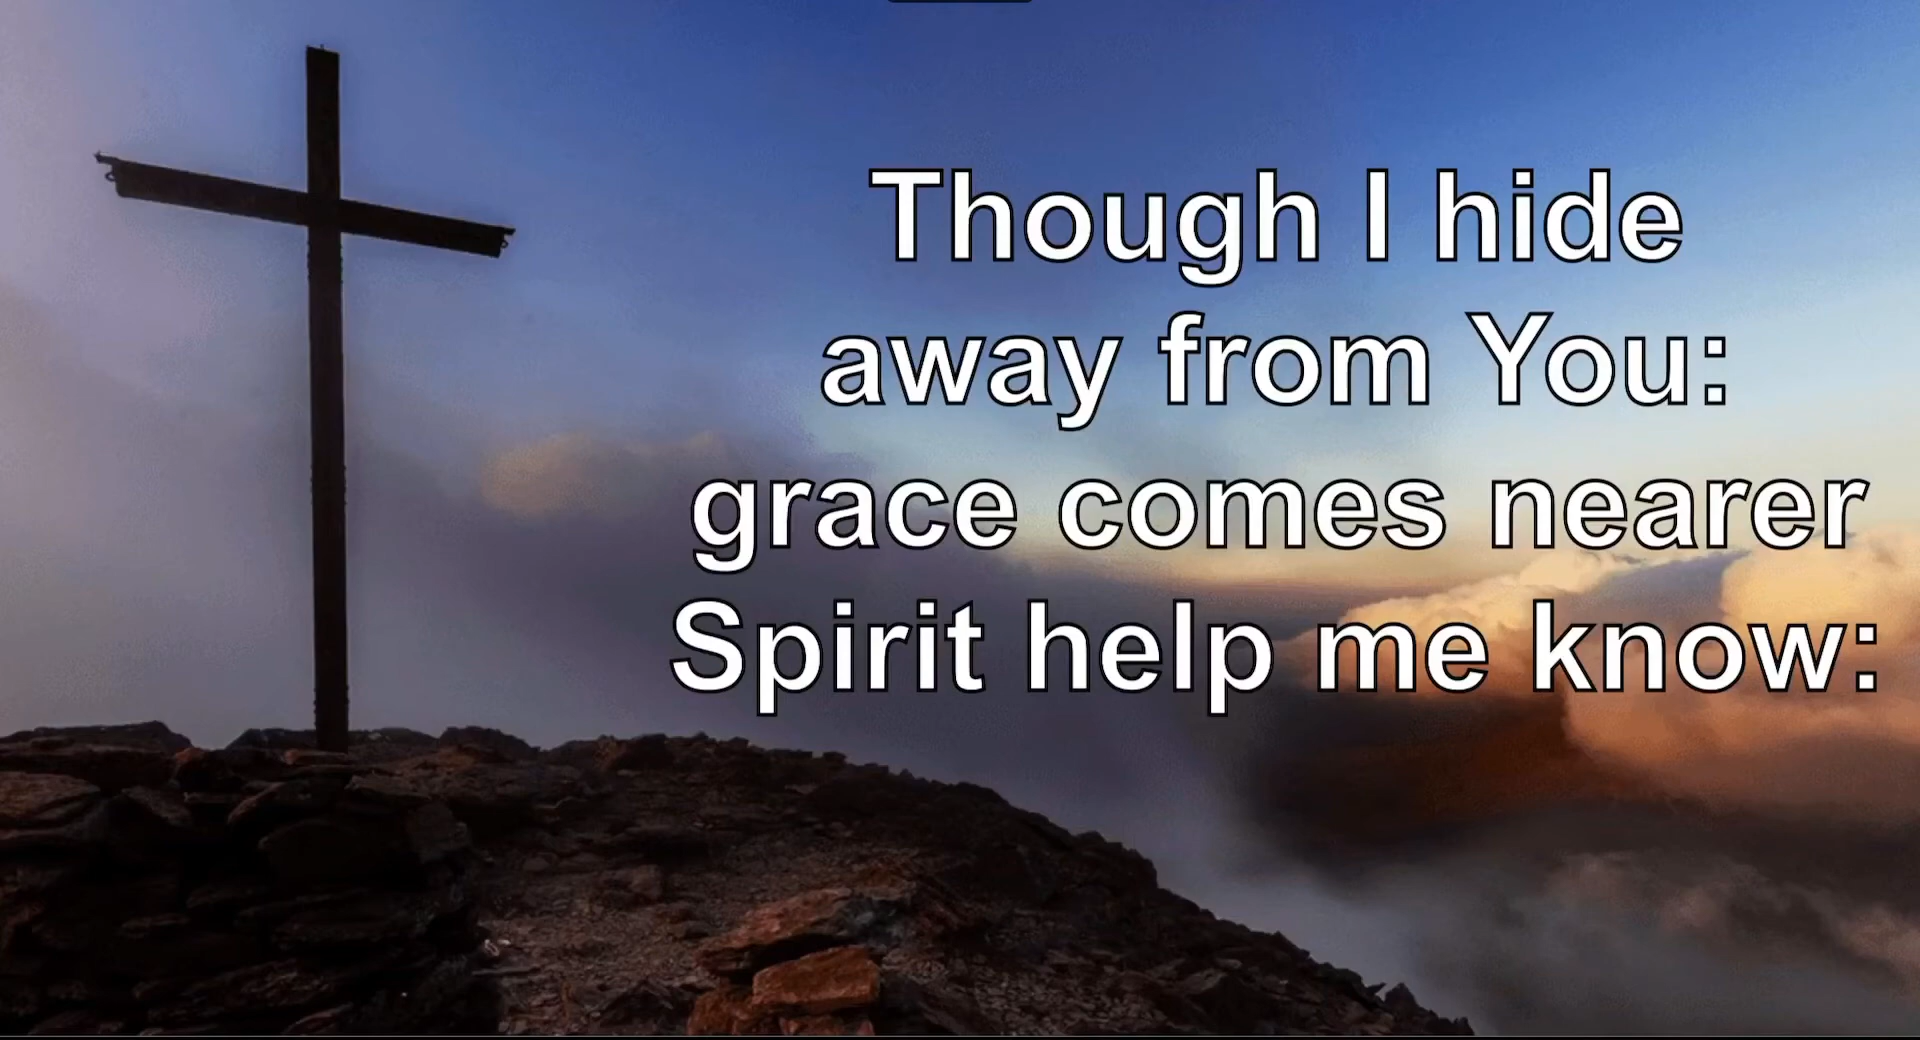 Though I hide
away from You:
grace comes nearer
Spirit help me know: